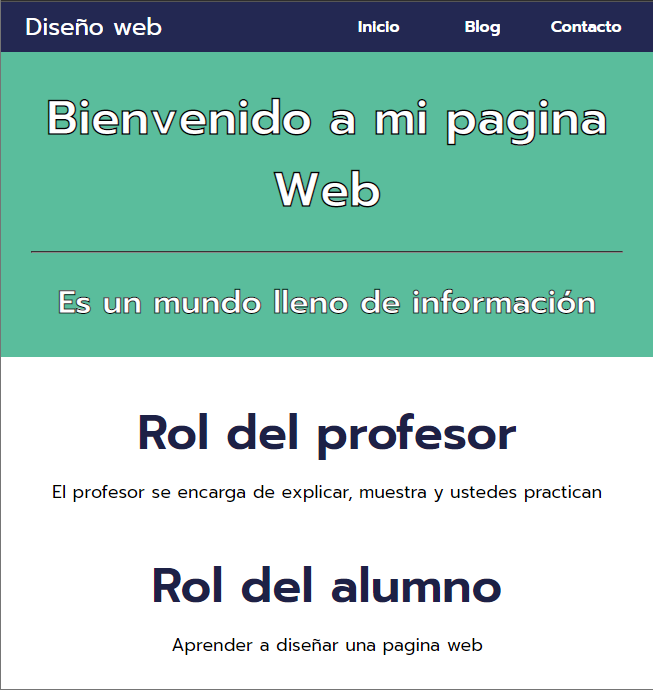 Diseño web Inicio Blog Contacto
Bienvenido a mi pagina
Web
Es un mundo lleno de información
Rol del profesor
El profesor se encarga de explicar, muestra y ustedes practican
Rol del alumno
Aprender a diseñar una pagina web